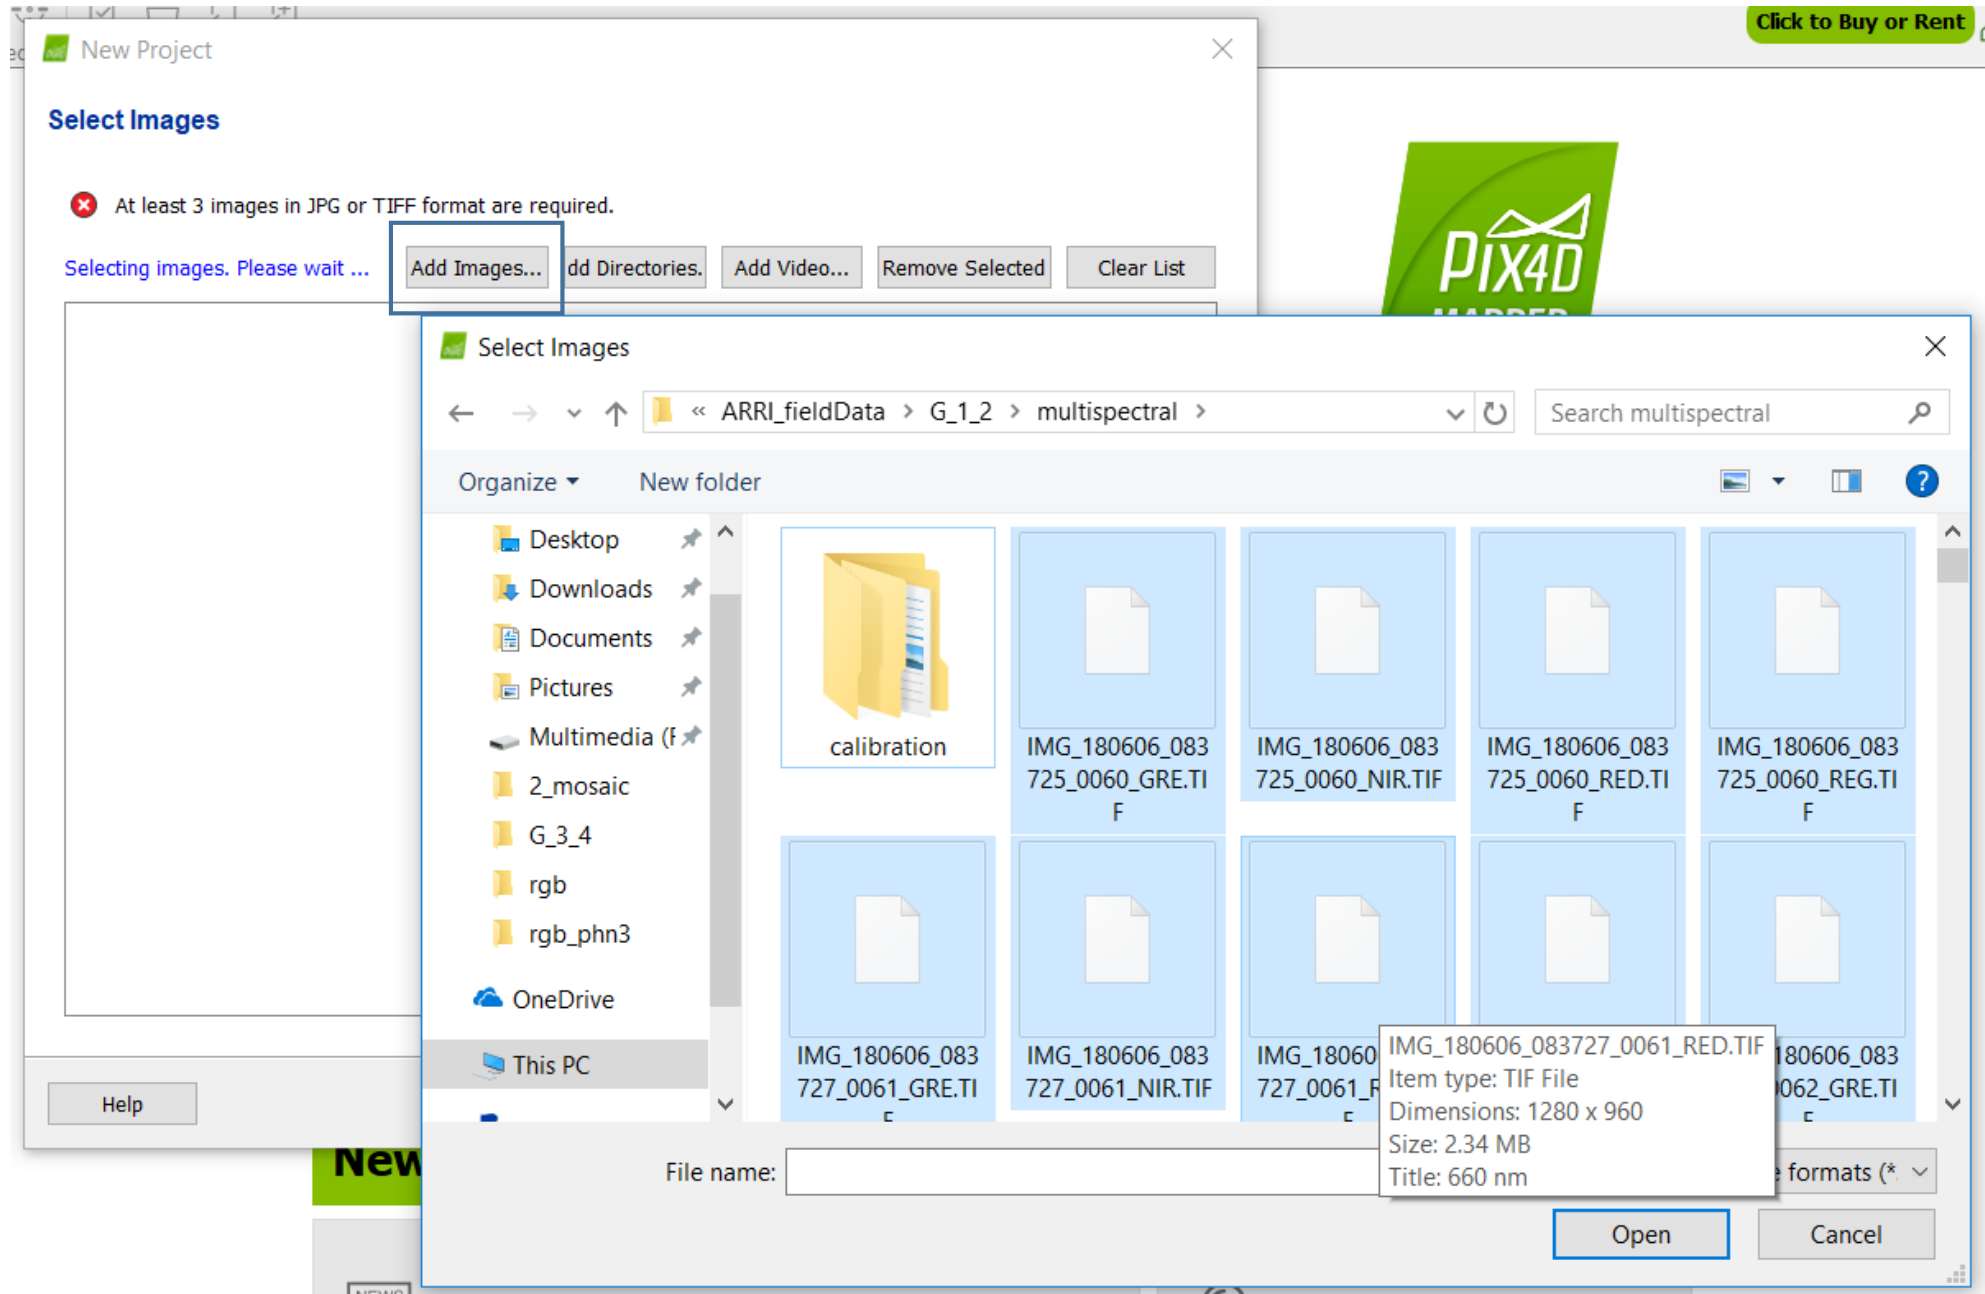 Click to Buy or Rent
New Project
Select Images
At least 3 images in JPG or TIFF format are required.
Selecting images. Please wait ...
Add Images...
dd Directories.
Add Video...
Remove Selected
Clear List
PIX4D
MAPPER
Select Images
« ARRI_fieldData > G_1_2 > multispectral >
Search multispectral
Organize
New folder
Desktop
Downloads
Documents
Pictures
Multimedia (F
2_mosaic
G_3_4
rgb
rgb_phn3
OneDrive
This PC
calibration
IMG_180606_083
725_0060_GRE.TI
F
IMG_180606_083
725_0060_NIR.TIF
IMG_180606_083
725_0060_RED.TI
F
IMG_180606_083
725_0060_REG.TI
F
IMG_180606_083
727_0061_GRE.TI
F
IMG_180606_083
727_0061_NIR.TIF
IMG_18060
727_0061_R
F
180606_083
0062_GRE.TI
F
IMG_180606_083727_0061_RED.TIF
Item type: TIF File
Dimensions: 1280 x 960
Size: 2.34 MB
Title: 660 nm
File name:
formats (*.
Open
Cancel
Help
New
NEWS